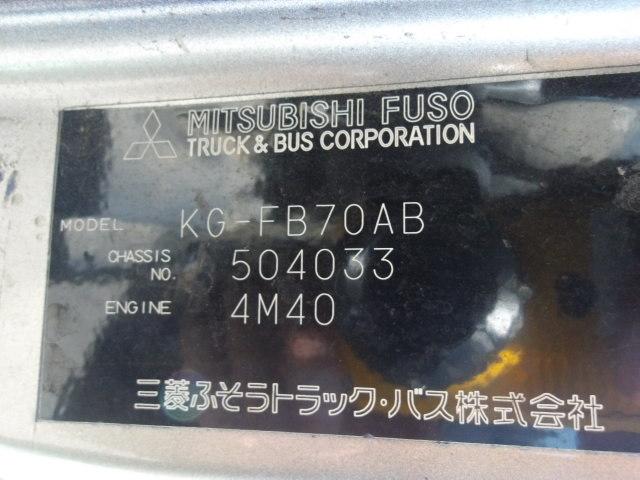 MITSUBISHI FUSO
TRUCK & BUS CORPORATION
MODEL KG-FB70AB
CHASSIS NO. 504033
ENGINE 4M40
三菱ふそうトラック・バス株式会社